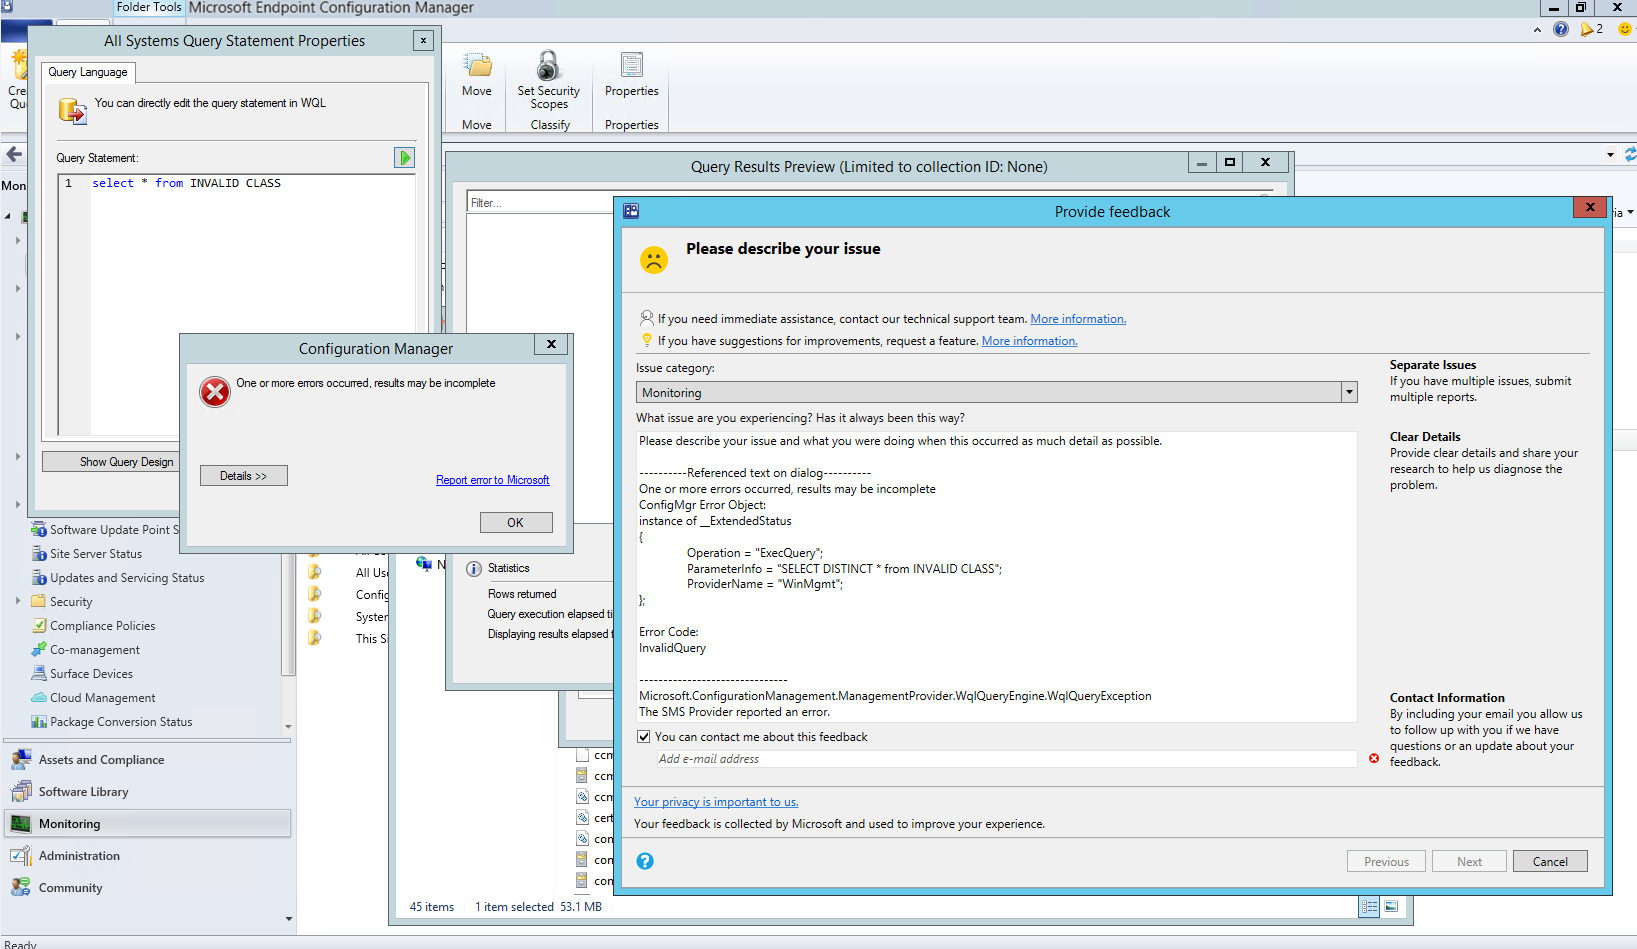 Folder Tools
Microsoft Endpoint Configuration Manager
2
All Systems Query Statement Properties
Query Language
You can directly edit the query statement in WQL
Query Statement:
1 select * from INVALID CLASS
Show Query Design
Move
Set Security
Scopes
Properties
Move
Classify
Properties
Query Results Preview (Limited to collection ID: None)
Filter...
Statistics
Rows returned
Query execution elapsed
Displaying results elapsed
Configuration Manager
One or more errors occurred, results may be incomplete
Details >>
Report error to Microsoft
OK
Provide feedback
Please describe your issue
If you need immediate assistance, contact our technical support team. More information.
If you have suggestions for improvements, request a feature. More information.
Issue category:
Monitoring
What issue are you experiencing? Has it always been this way?
Please describe your issue and what you were doing when this occurred as much detail as possible.
----------Referenced text on dialog----------
One or more errors occurred, results may be incomplete
ConfigMgr Error Object:
instance of __ExtendedStatus
{
Operation = "ExecQuery";
ParameterInfo = "SELECT DISTINCT * from INVALID CLASS";
ProviderName = "WinMgmt";
};
Error Code:
InvalidQuery
-------------------------------
Microsoft.ConfigurationManagement.ManagementProvider.WqlQueryEngine.WqlQueryException
The SMS Provider reported an error.
You can contact me about this feedback
Add e-mail address
Separate Issues
If you have multiple issues, submit
multiple reports.
Clear Details
Provide clear details and share your
research to help us diagnose the
problem.
Contact Information
By including your email you allow us
to follow up with you if we have
questions or an update about your
feedback.
Your privacy is important to us.
Your feedback is collected by Microsoft and used to improve your experience.
Previous
Next
Cancel
Software Update Point S
Site Server Status
Updates and Servicing Status
Security
Compliance Policies
Co-management
Surface Devices
Cloud Management
Package Conversion Status
Assets and Compliance
Software Library
Monitoring
Administration
Community
All Use
Config
System
This Si
ccm
ccm
ccm
cert
con
con
con
45 items
1 item selected 53.1 MB
Ready